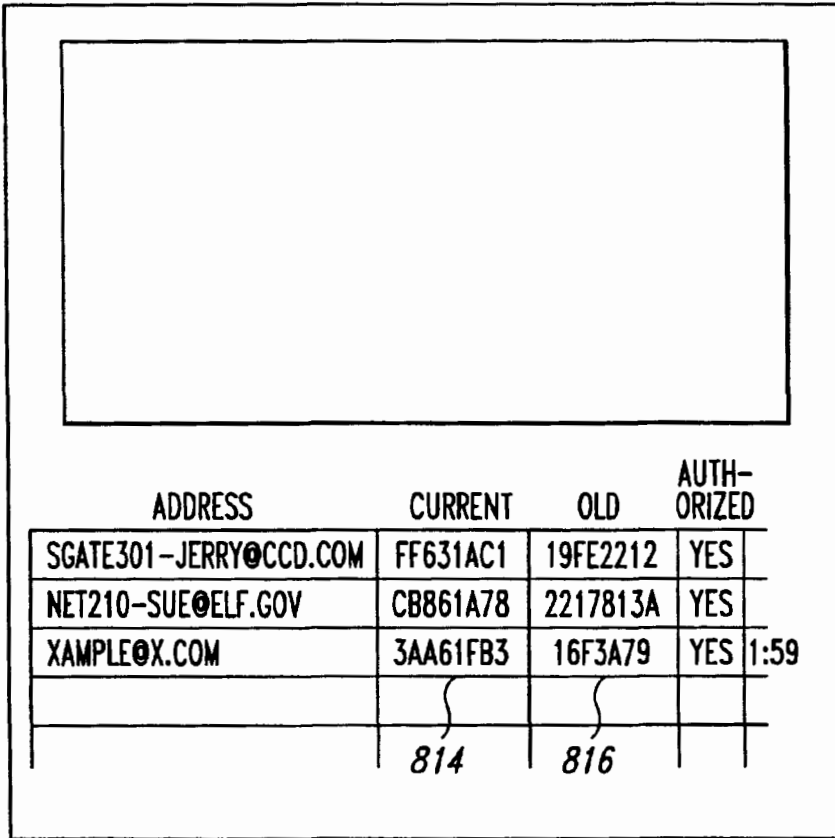 ADDRESS CURRENT OLD AUTH-
ORIZED
SGATE301-JERRY@CCD.COM FF631AC1 19FE2212 YES
NET210-SUE@ELF.GOV CB861A78 2217813A YES
XAMPLE@X.COM 3AA61FB3 16F3A79 YES 1:59
814 816